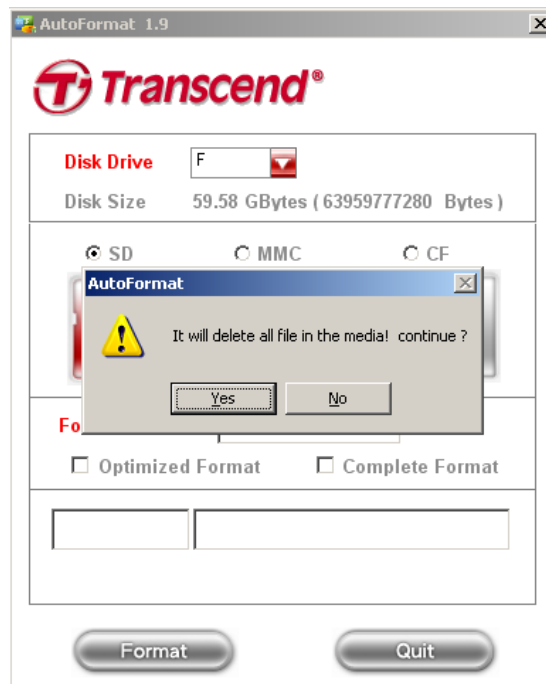 AutoFormat 1.9
Transcend®
Disk Drive F
Disk Size 59.58 GBytes ( 63959777280 Bytes )
SD MMC CF
AutoFormat
It will delete all file in the media! continue ?
Yes No
Fo
Optimized Format Complete Format
Format Quit